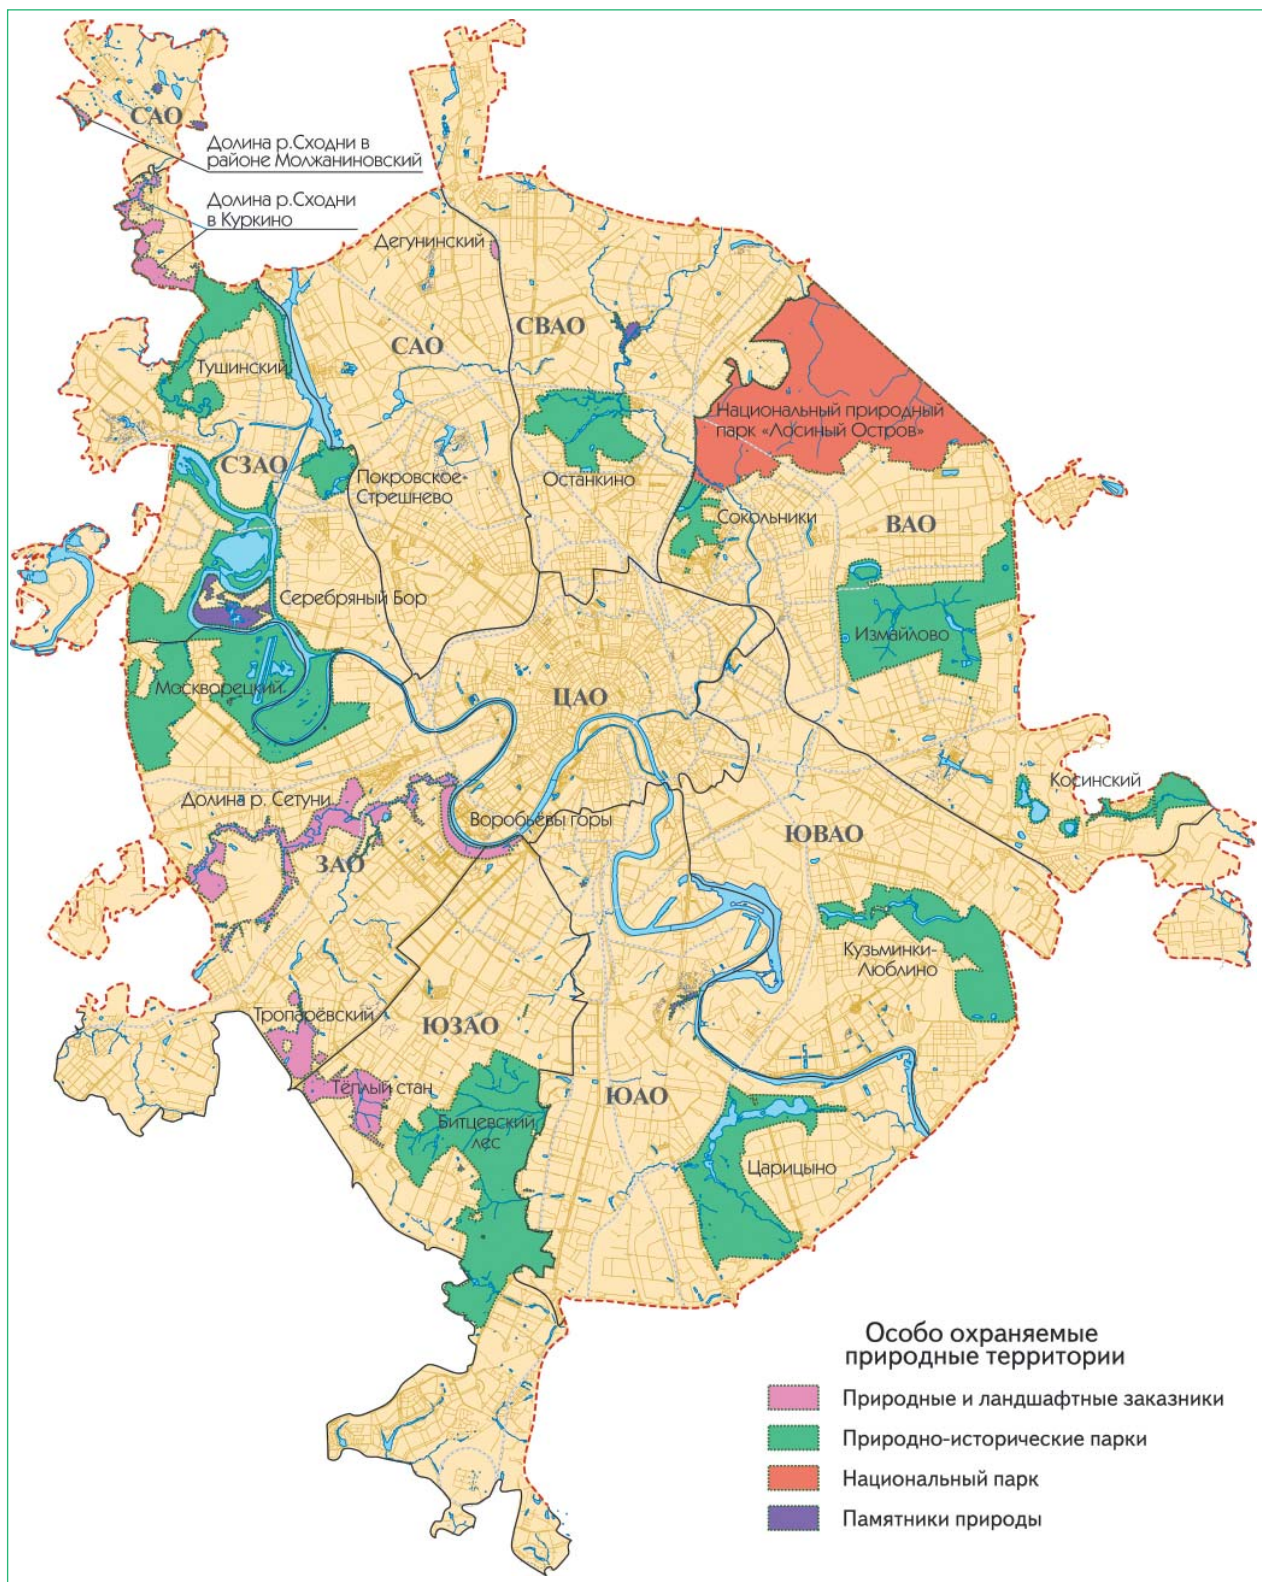 САО
Долина р.Сходни в
районе Молжаниновский
Долина р.Сходни
в Куркино
Дегунинский
СВАО
САО
Тушинский
Национальный природный
парк «Лосиный Остров»
СЗАО
Покровское-
Стрешнево
Останкино
Сокольники
ВАО
Серебряный Бор
Измайлово
Москворецкий
ЦАО
Косинский
Долина р. Сетуни
Воробьёвы горы
ЮВАО
ЗАО
Кузьминки-
Люблино
Тропарёвский
ЮЗАО
Тёплый стан
ЮАО
Битцевский
лес
Царицыно
Особо охраняемые
природные территории
Природные и ландшафтные заказники
Природно-исторические парки
Национальный парк
Памятники природы